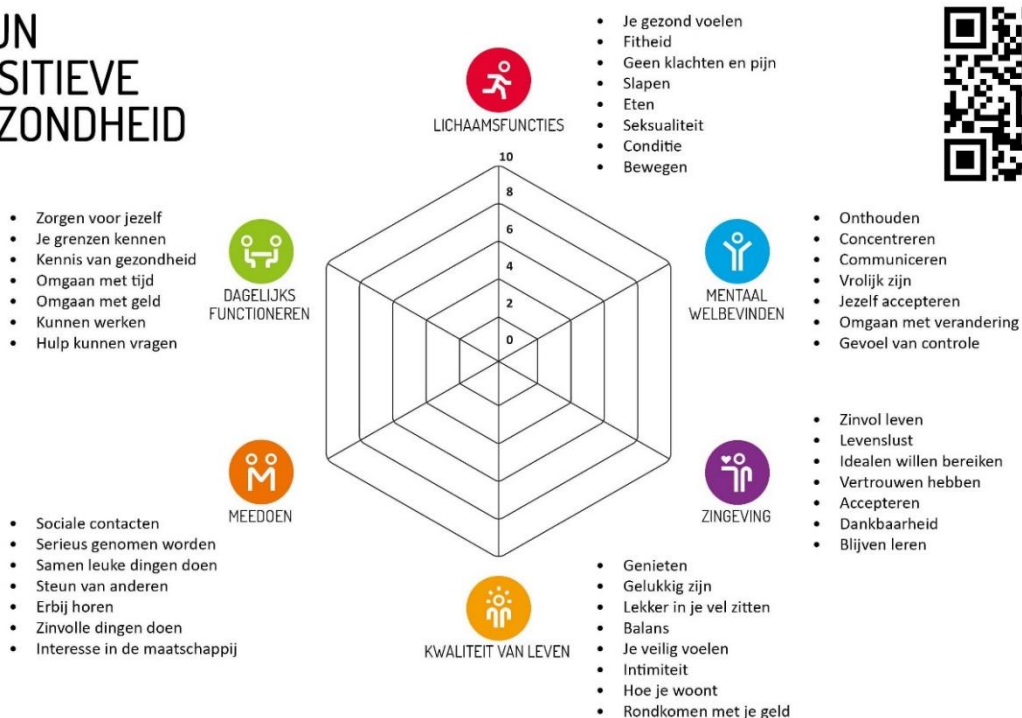 UN
SITIEVE
ZONDHEID
LICHAAMSFUNCTIES
• Je gezond voelen
• Fitheid
• Geen klachten en pijn
• Slapen
• Eten
• Seksualiteit
• Conditie
• Bewegen
10
8
6
4
2
0
• Zorgen voor jezelf
• Je grenzen kennen
• Kennis van gezondheid
• Omgaan met tijd
• Omgaan met geld
• Kunnen werken
• Hulp kunnen vragen
DAGELIJKS
FUNCTIONEREN
MENTAAL
WELBEVINDEN
• Onthouden
• Concentreren
• Communiceren
• Vrolijk zijn
• Jezelf accepteren
• Omgaan met verandering
• Gevoel van controle
MEEDOEN
• Sociale contacten
• Serieus genomen worden
• Samen leuke dingen doen
• Steun van anderen
• Erbij horen
• Zinvolle dingen doen
• Interesse in de maatschappij
ZINGEVING
• Zinvol leven
• Levenslust
• Idealen willen bereiken
• Vertrouwen hebben
• Accepteren
• Dankbaarheid
• Blijven leren
KWALITEIT VAN LEVEN
• Genieten
• Gelukkig zijn
• Lekker in je vel zitten
• Balans
• Je veilig voelen
• Intimiteit
• Hoe je woont
• Rondkomen met je geld